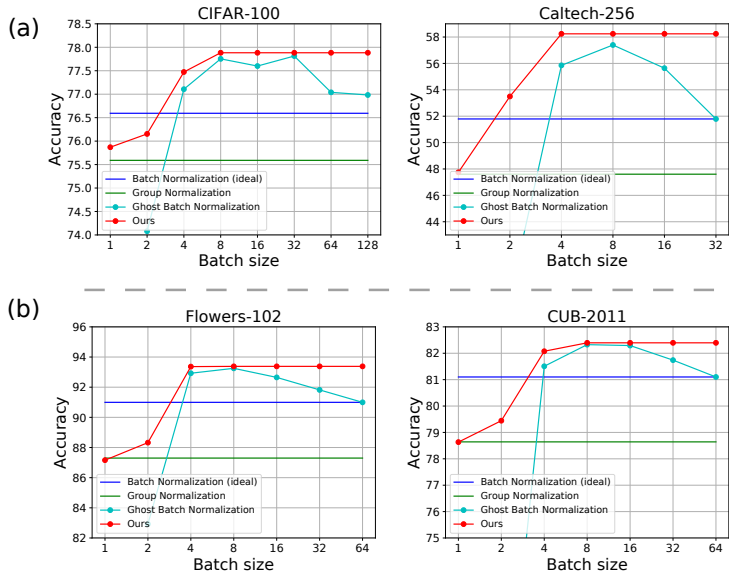 (a)
CIFAR-100
Accuracy
78.5
78.0
77.5
77.0
76.5
76.0
75.5
75.0
74.5
74.0
Batch Normalization (ideal)
Group Normalization
Ghost Batch Normalization
Ours
1 2 4 8 16 32 64 128
Batch size
Caltech-256
Accuracy
58
56
54
52
50
48
46
44
Batch Normalization (ideal)
Group Normalization
Ghost Batch Normalization
Ours
1 2 4 8 16 32
Batch size
(b)
Flowers-102
Accuracy
96
94
92
90
88
86
84
82
Batch Normalization (ideal)
Group Normalization
Ghost Batch Normalization
Ours
1 2 4 8 16 32 64
Batch size
CUB-2011
Accuracy
83
82
81
80
79
78
77
76
75
Batch Normalization (ideal)
Group Normalization
Ghost Batch Normalization
Ours
1 2 4 8 16 32 64
Batch size